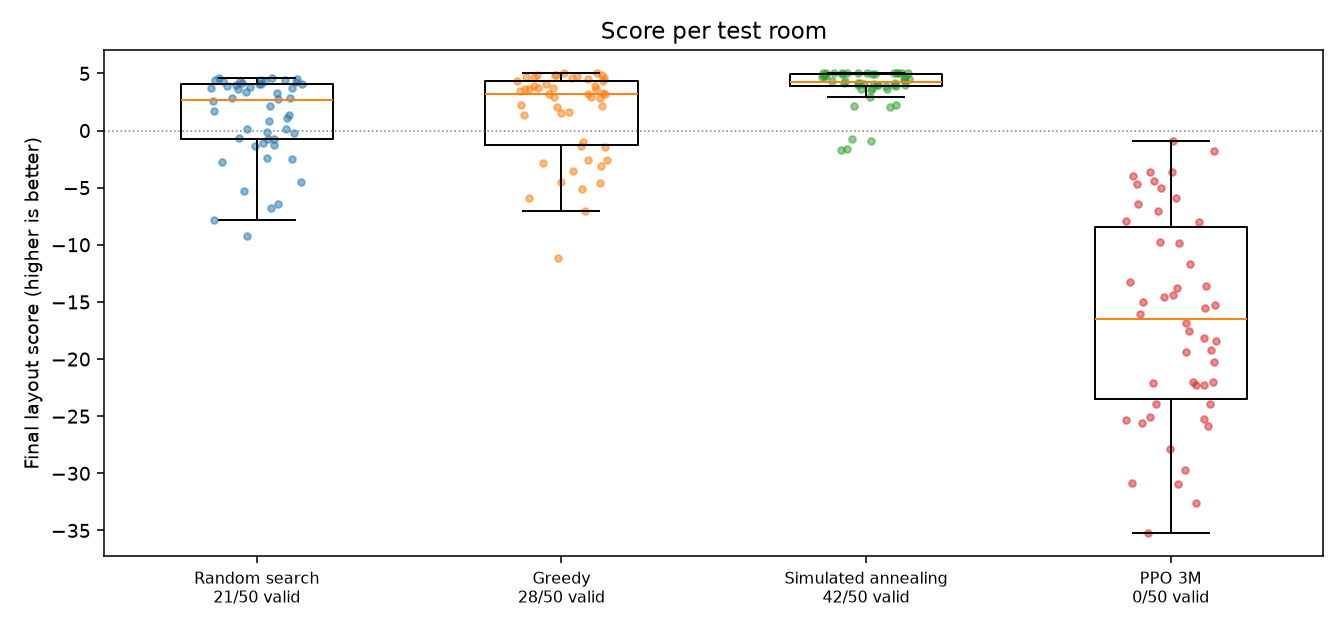 Score per test room
Final layout score (higher is better)
5
0
−5
−10
−15
−20
−25
−30
−35
Random search
21/50 valid
Greedy
28/50 valid
Simulated annealing
42/50 valid
PPO 3M
0/50 valid